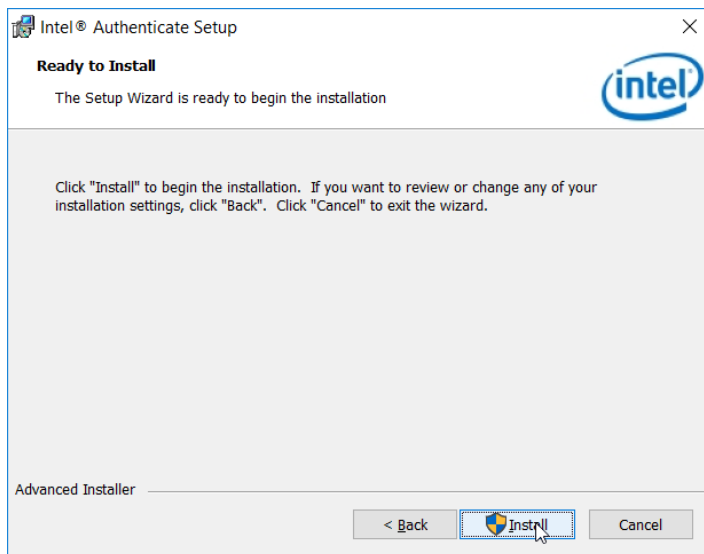 Intel® Authenticate Setup
Ready to Install
The Setup Wizard is ready to begin the installation
intel
Click "Install" to begin the installation.  If you want to review or change any of your
installation settings, click "Back".  Click "Cancel" to exit the wizard.
Advanced Installer
< Back
Install
Cancel